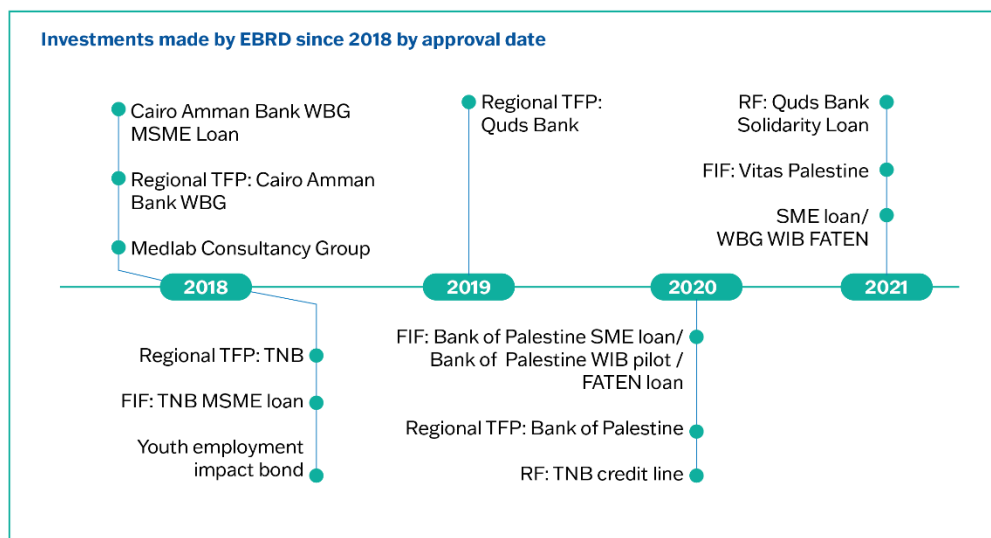 Investments made by EBRD since 2018 by approval date
Cairo Amman Bank WBG
MSME Loan
Regional TFP: Cairo Amman
Bank WBG
Medlab Consultancy Group
Regional TFP:
Quds Bank
RF: Quds Bank
Solidarity Loan
FIF: Vitas Palestine
SME loan/
WBG WIB FATEN
2018
2019
2020
2021
Regional TFP: TNB
FIF: TNB MSME loan
Youth employment
impact bond
FIF: Bank of Palestine SME loan/
Bank of Palestine WIB pilot /
FATEN loan
Regional TFP: Bank of Palestine
RF: TNB credit line